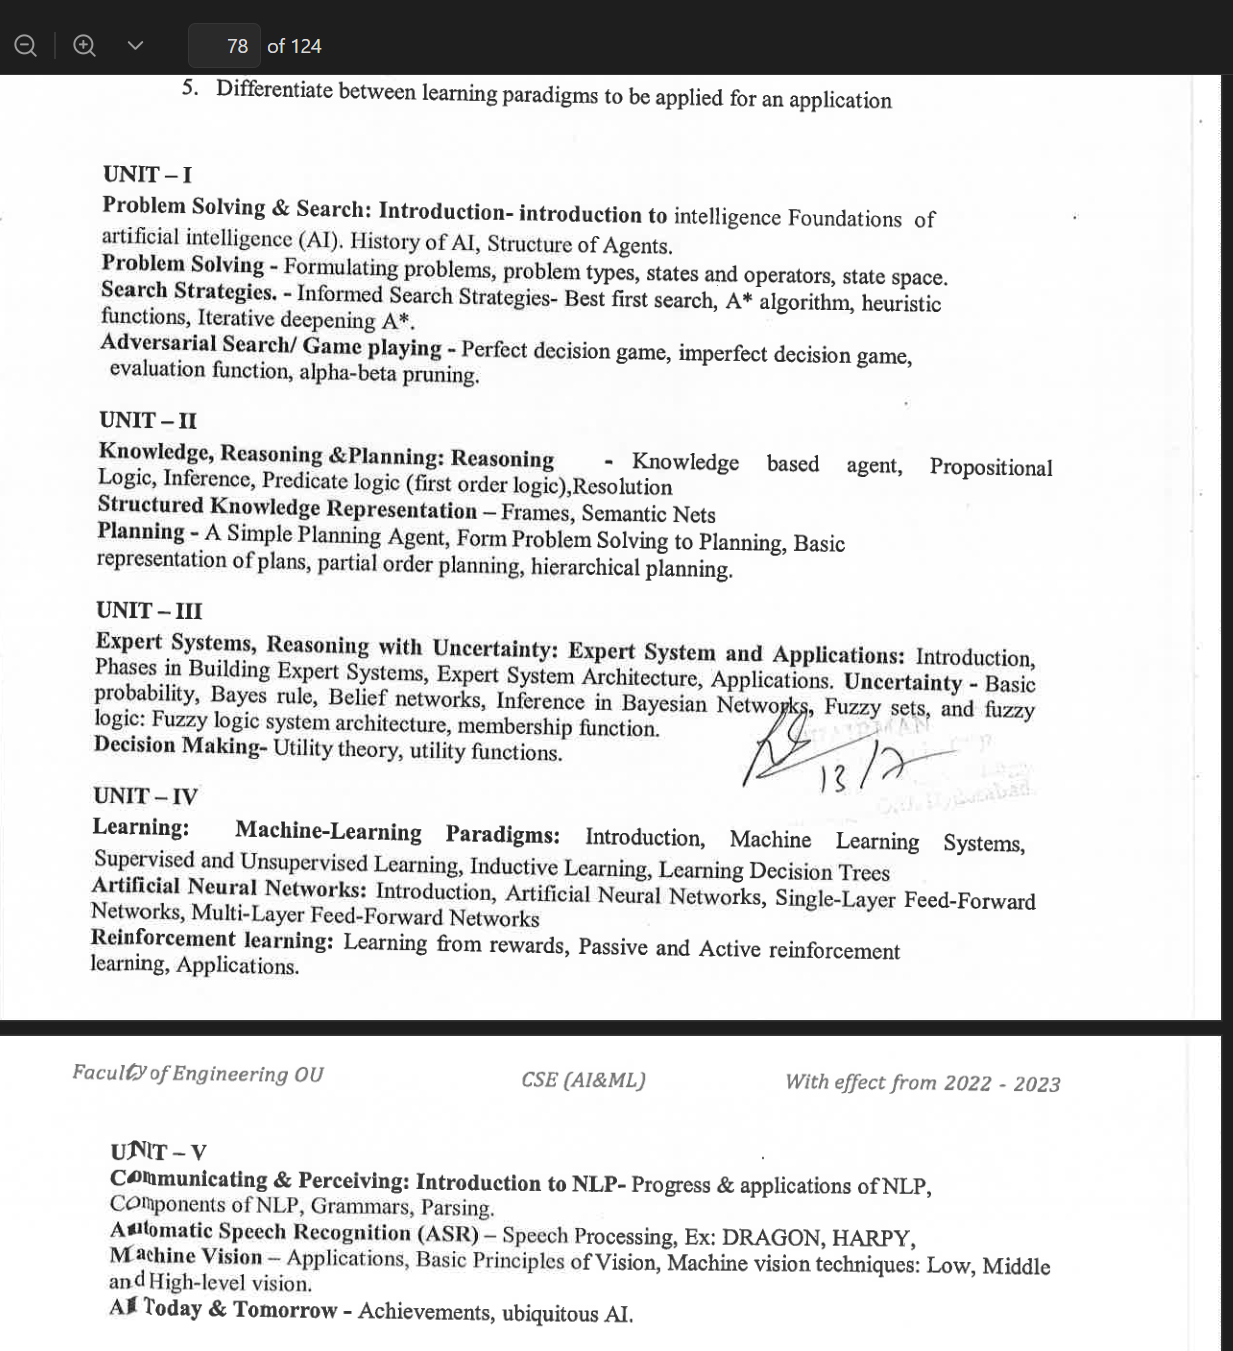 78 of 124
5. Differentiate between learning paradigms to be applied for an application
UNIT – I
Problem Solving & Search: Introduction- introduction to intelligence Foundations of
artificial intelligence (AI). History of AI, Structure of Agents.
Problem Solving - Formulating problems, problem types, states and operators, state space.
Search Strategies. - Informed Search Strategies- Best first search, A* algorithm, heuristic
functions, Iterative deepening A*.
Adversarial Search/ Game playing - Perfect decision game, imperfect decision game,
evaluation function, alpha-beta pruning.
UNIT – II
Knowledge, Reasoning &Planning: Reasoning - Knowledge based agent, Propositional
Logic, Inference, Predicate logic (first order logic),Resolution
Structured Knowledge Representation – Frames, Semantic Nets
Planning - A Simple Planning Agent, Form Problem Solving to Planning, Basic
representation of plans, partial order planning, hierarchical planning.
UNIT – III
Expert Systems, Reasoning with Uncertainty: Expert System and Applications: Introduction,
Phases in Building Expert Systems, Expert System Architecture, Applications. Uncertainty - Basic
probability, Bayes rule, Belief networks, Inference in Bayesian Networks, Fuzzy sets, and fuzzy
logic: Fuzzy logic system architecture, membership function.
Decision Making- Utility theory, utility functions.
13/7
UNIT – IV
Learning: Machine-Learning Paradigms: Introduction, Machine Learning Systems,
Supervised and Unsupervised Learning, Inductive Learning, Learning Decision Trees
Artificial Neural Networks: Introduction, Artificial Neural Networks, Single-Layer Feed-Forward
Networks, Multi-Layer Feed-Forward Networks
Reinforcement learning: Learning from rewards, Passive and Active reinforcement
learning, Applications.
Faculty of Engineering OU CSE (AI&ML) With effect from 2022 - 2023
UNIT – V
Communicating & Perceiving: Introduction to NLP- Progress & applications of NLP,
Components of NLP, Grammars, Parsing.
Automatic Speech Recognition (ASR) – Speech Processing, Ex: DRAGON, HARPY,
Machine Vision – Applications, Basic Principles of Vision, Machine vision techniques: Low, Middle
and High-level vision.
AI Today & Tomorrow - Achievements, ubiquitous AI.